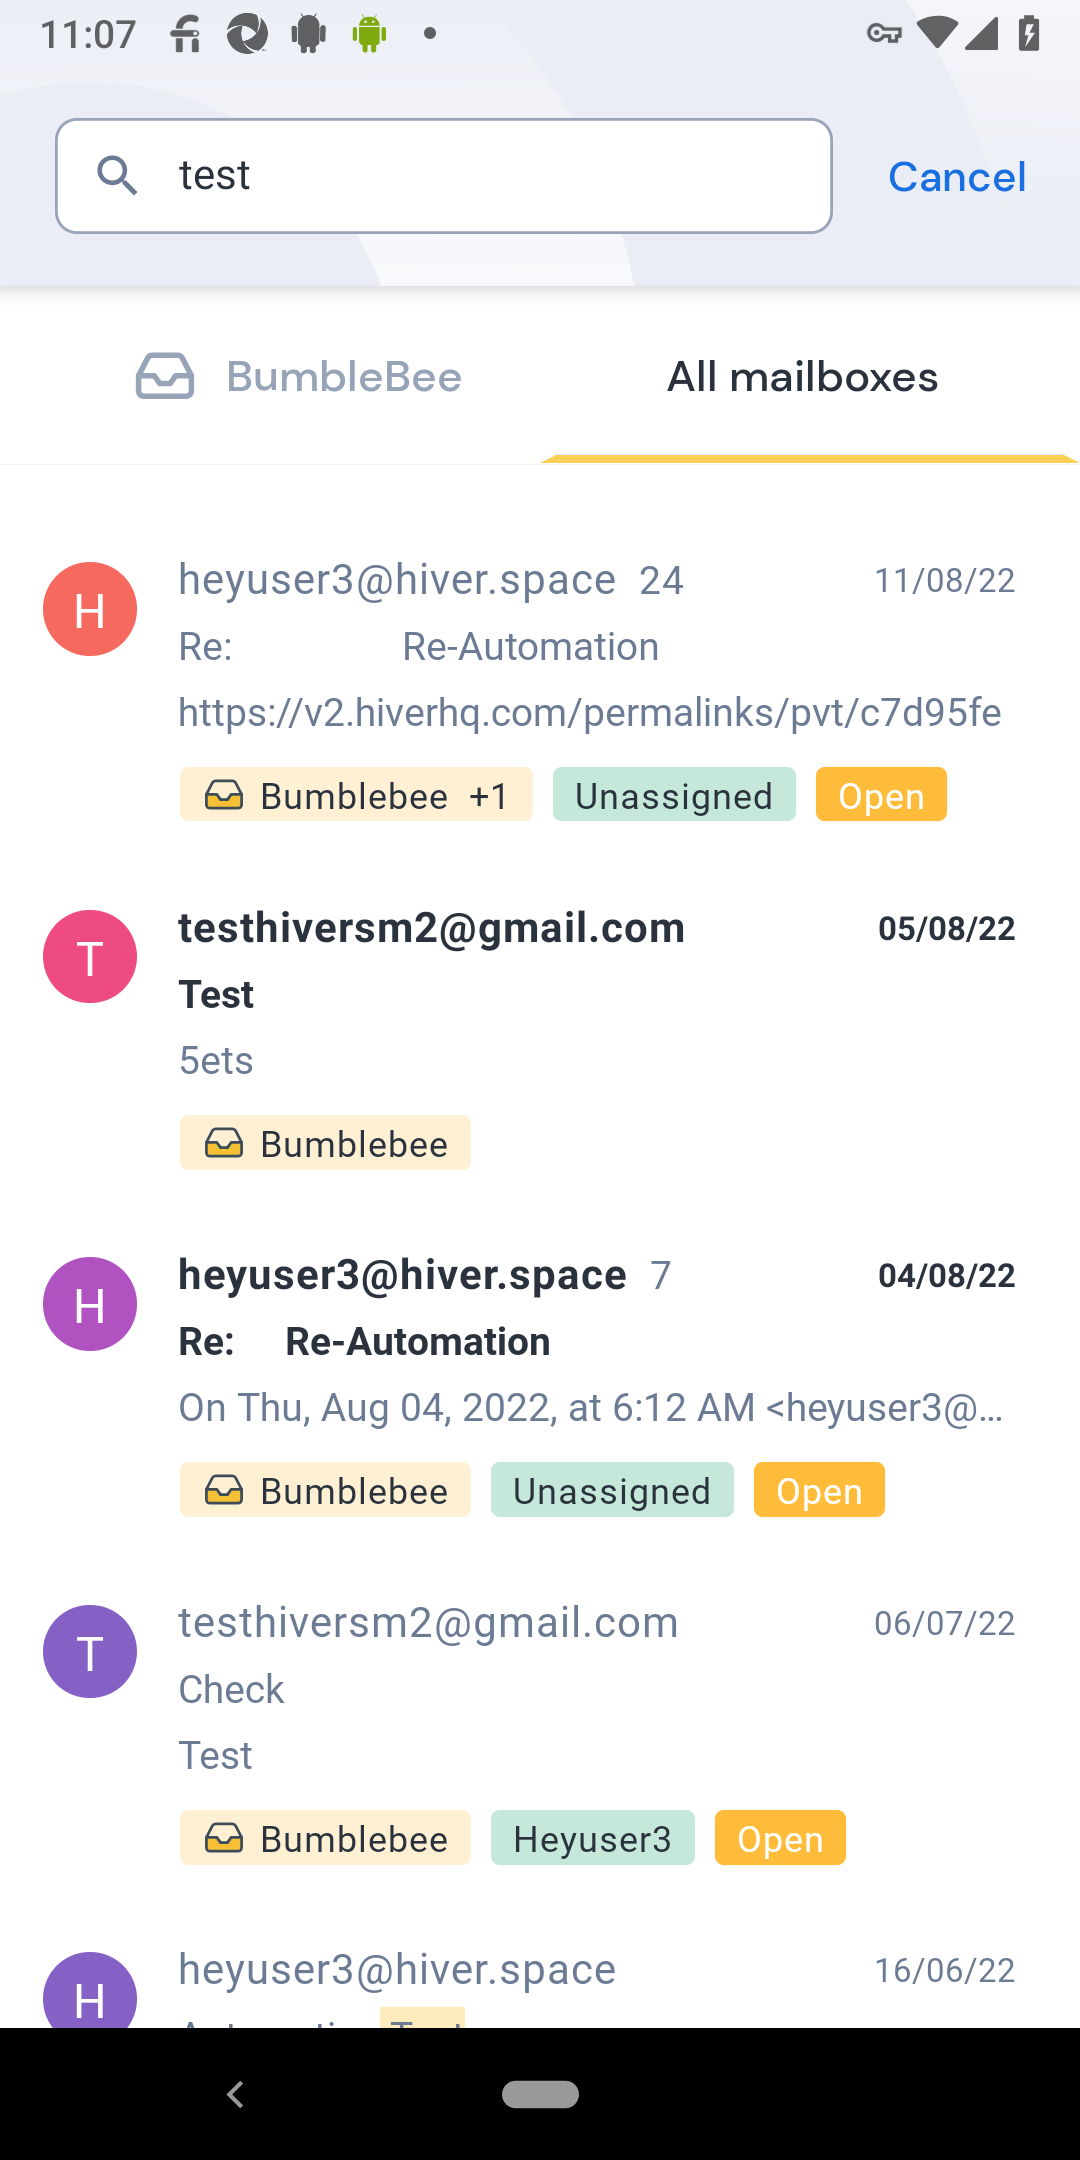 11:07
test
Cancel
BumbleBee
All mailboxes
H
heyuser3@hiver.space 24 11/08/22
Re: Re-Automation
https://v2.hiverhq.com/permalinks/pvt/c7d95fe
Bumblebee +1 Unassigned Open
T
testhiversm2@gmail.com 05/08/22
Test
5ets
Bumblebee
H
heyuser3@hiver.space 7 04/08/22
Re: Re-Automation
On Thu, Aug 04, 2022, at 6:12 AM <heyuser3@...
Bumblebee Unassigned Open
T
testhiversm2@gmail.com 06/07/22
Check
Test
Bumblebee Heyuser3 Open
H
heyuser3@hiver.space 16/06/22